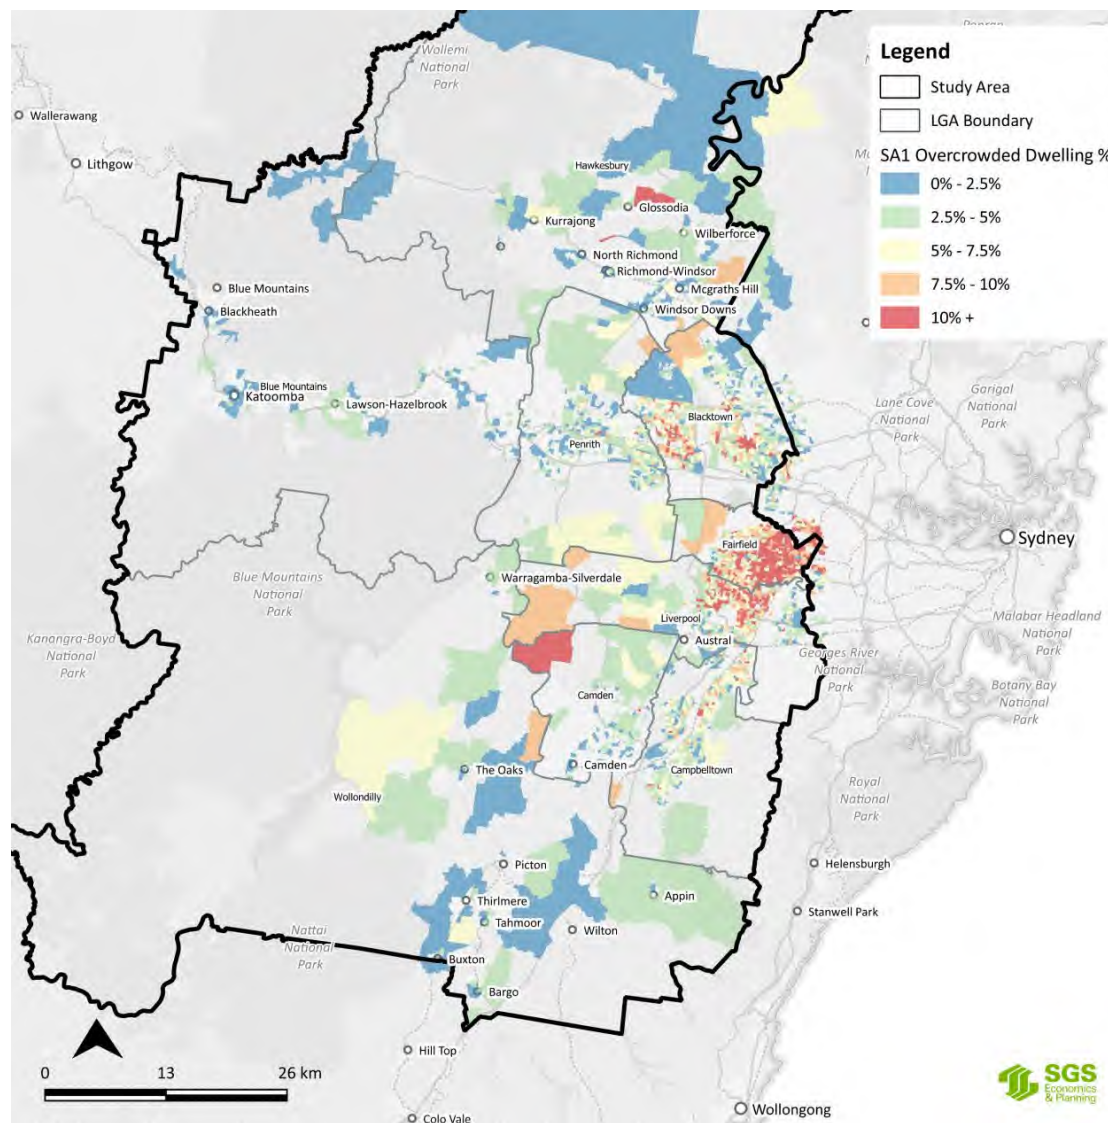 Legend
Study Area
LGA Boundary
SA1 Overcrowded Dwelling %
0% - 2.5%
2.5% - 5%
5% - 7.5%
7.5% - 10%
10% +
Wollemi
National
Park
Wallerawang
Lithgow
Hawkesbury
Glossodia
Kurrajong
Wilberforce
North Richmond
Richmond-Windsor
Mcgraths Hill
Windsor Downs
Blue Mountains
Blackheath
Blue Mountains
Katoomba
Lawson-Hazelbrook
Penrith
Blacktown
Lane Cove
National
Park
Garigal
National
Park
Sydney
Fairfield
Blue Mountains
National
Park
Warragamba-Silverdale
Liverpool
Austral
Kanangra-Boyd
National
Park
Malabar Headland
National
Park
Georges River
National
Park
Botany Bay
National
Park
Camden
Camden
The Oaks
Campbelltown
Wollondilly
Royal
National
Park
Picton
Helensburgh
Thirlmere
Appin
Tahmoor
Wilton
Stanwell Park
Nattai
National
Park
Buxton
Bargo
Hill Top
0 13 26 km
Colo Vale
Wollongong
SGS
Economics
& Planning